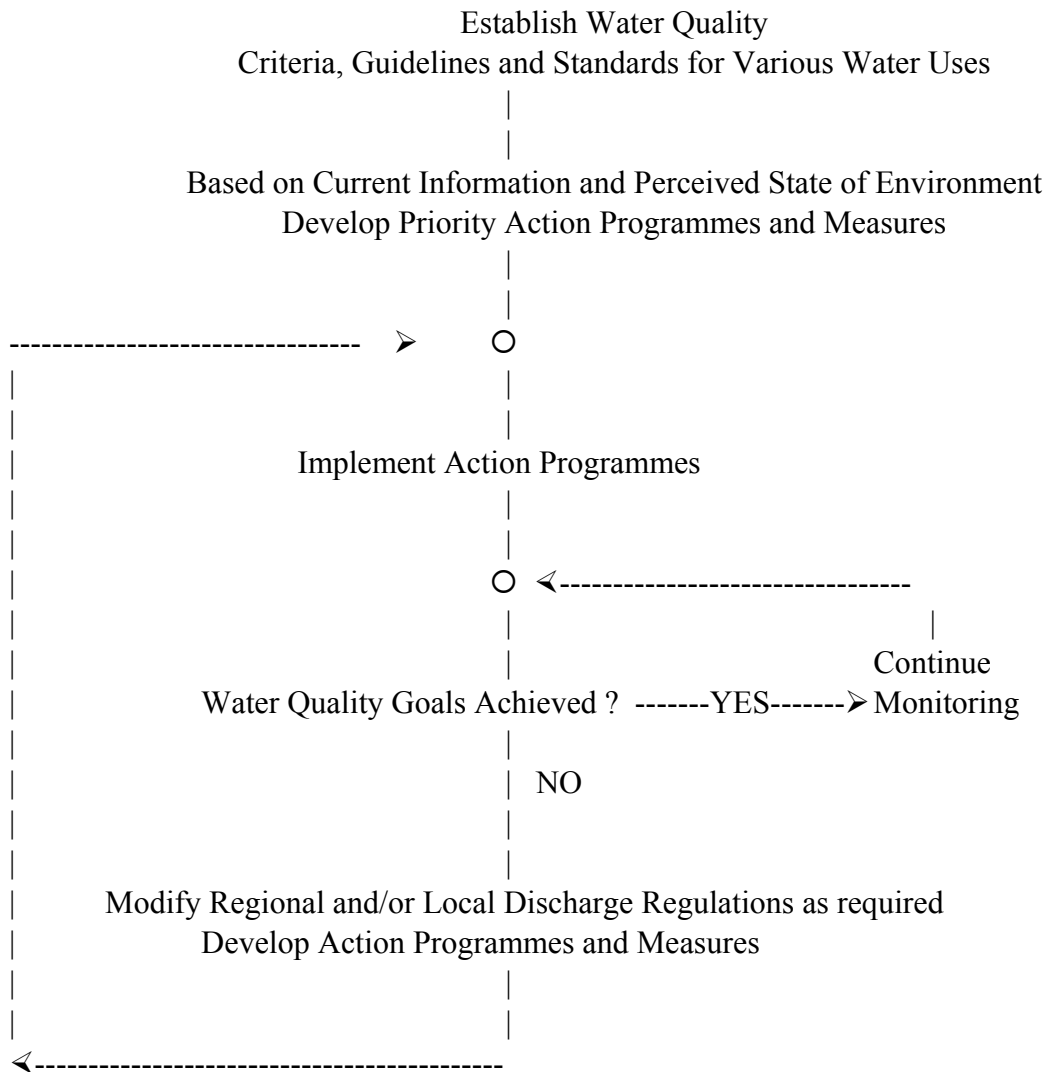 Establish Water Quality
Criteria, Guidelines and Standards for Various Water Uses
Based on Current Information and Perceived State of Environment
Develop Priority Action Programmes and Measures
Implement Action Programmes
Continue
Water Quality Goals Achieved ? -------YES-------➢ Monitoring
NO
Modify Regional and/or Local Discharge Regulations as required
Develop Action Programmes and Measures